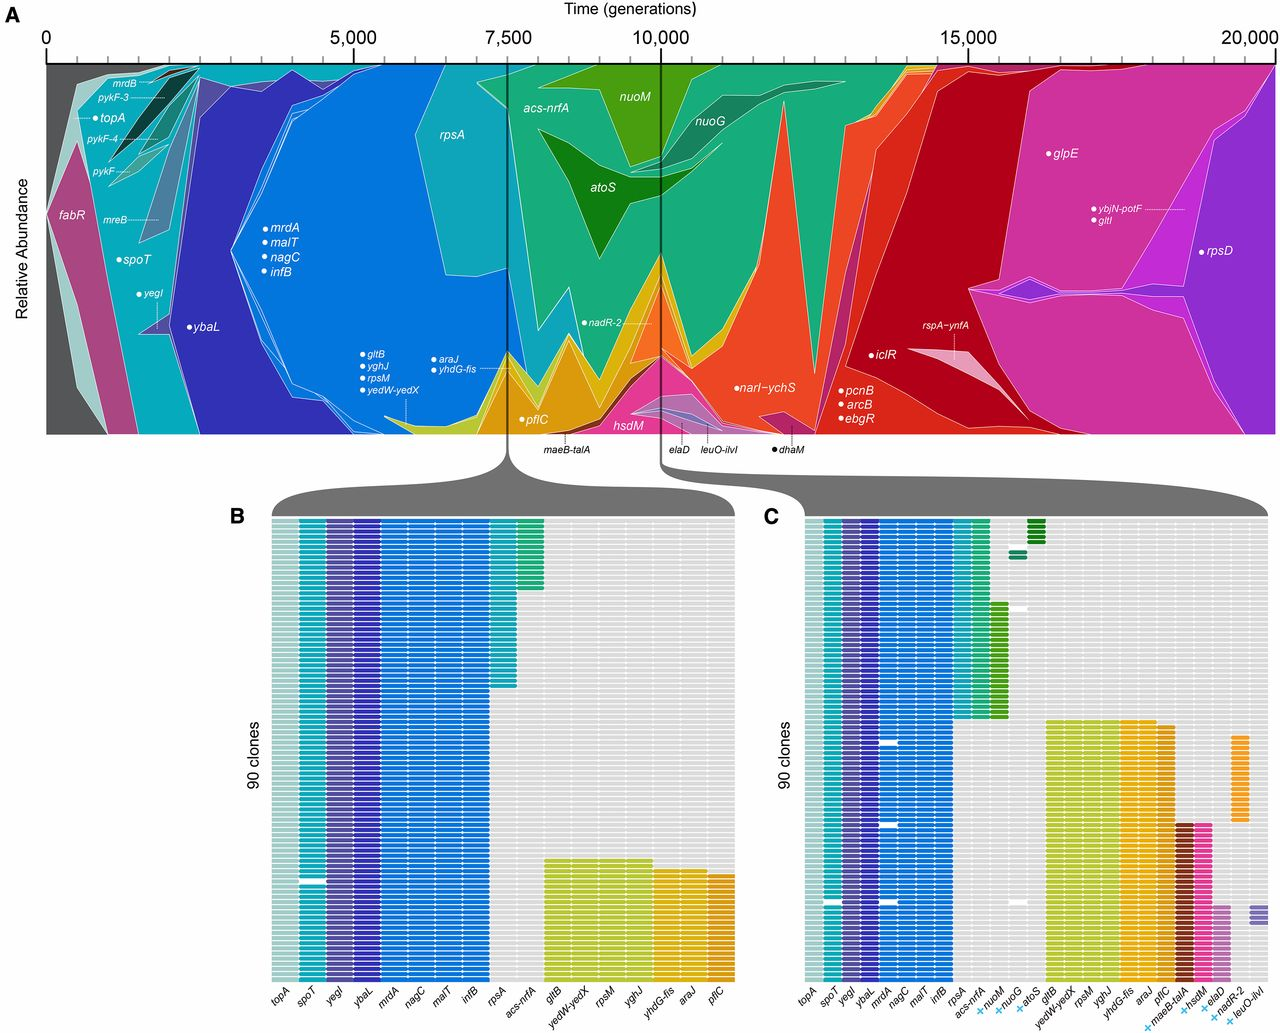 A
Time (generations)
0
5,000
7,500
10,000
15,000
20,000
Relative Abundance
fabR
mrdB
pykF-3
topA
pykF-4
pykF
mreB
spoT
yegI
ybaL
mrdA
malT
nagC
infB
gltB
yghJ
rpsM
yedW-yedX
araJ
yhdG-fis
rpsA
acs-nrfA
nuoM
nuoG
atoS
nadR-2
pflC
hsdM
maeB-talA
elaD
leuO-ilvI
dhaM
narI–ychS
pcnB
arcB
ebgR
iclR
rspA–ynfA
glpE
ybjN-potF
gltI
rpsD
B
90 clones
topA
spoT
yegI
ybaL
mrdA
nagC
malT
infB
rpsA
acs-nrfA
gltB
yedW-yedX
rpsM
yghJ
yhdG-fis
araJ
pflC
C
90 clones
topA
spoT
yegI
ybaL
mrdA
nagC
malT
infB
rpsA
acs-nrfA
+nuoM
+nuoG
+atoS
gltB
yedW-yedX
rpsM
yghJ
yhdG-fis
araJ
pflC
+maeB-talA
+hsdM
+elaD
+nadR-2
+leuO-ilvI